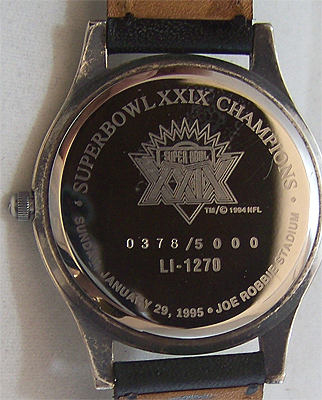 • SUPERBOWL XXIX CHAMPIONS •
SUPER BOWL
XXIX
TM/© 1994 NFL
0378/5000
LI-1270
SUNDAY, JANUARY 29, 1995 • JOE ROBBIE STADIUM